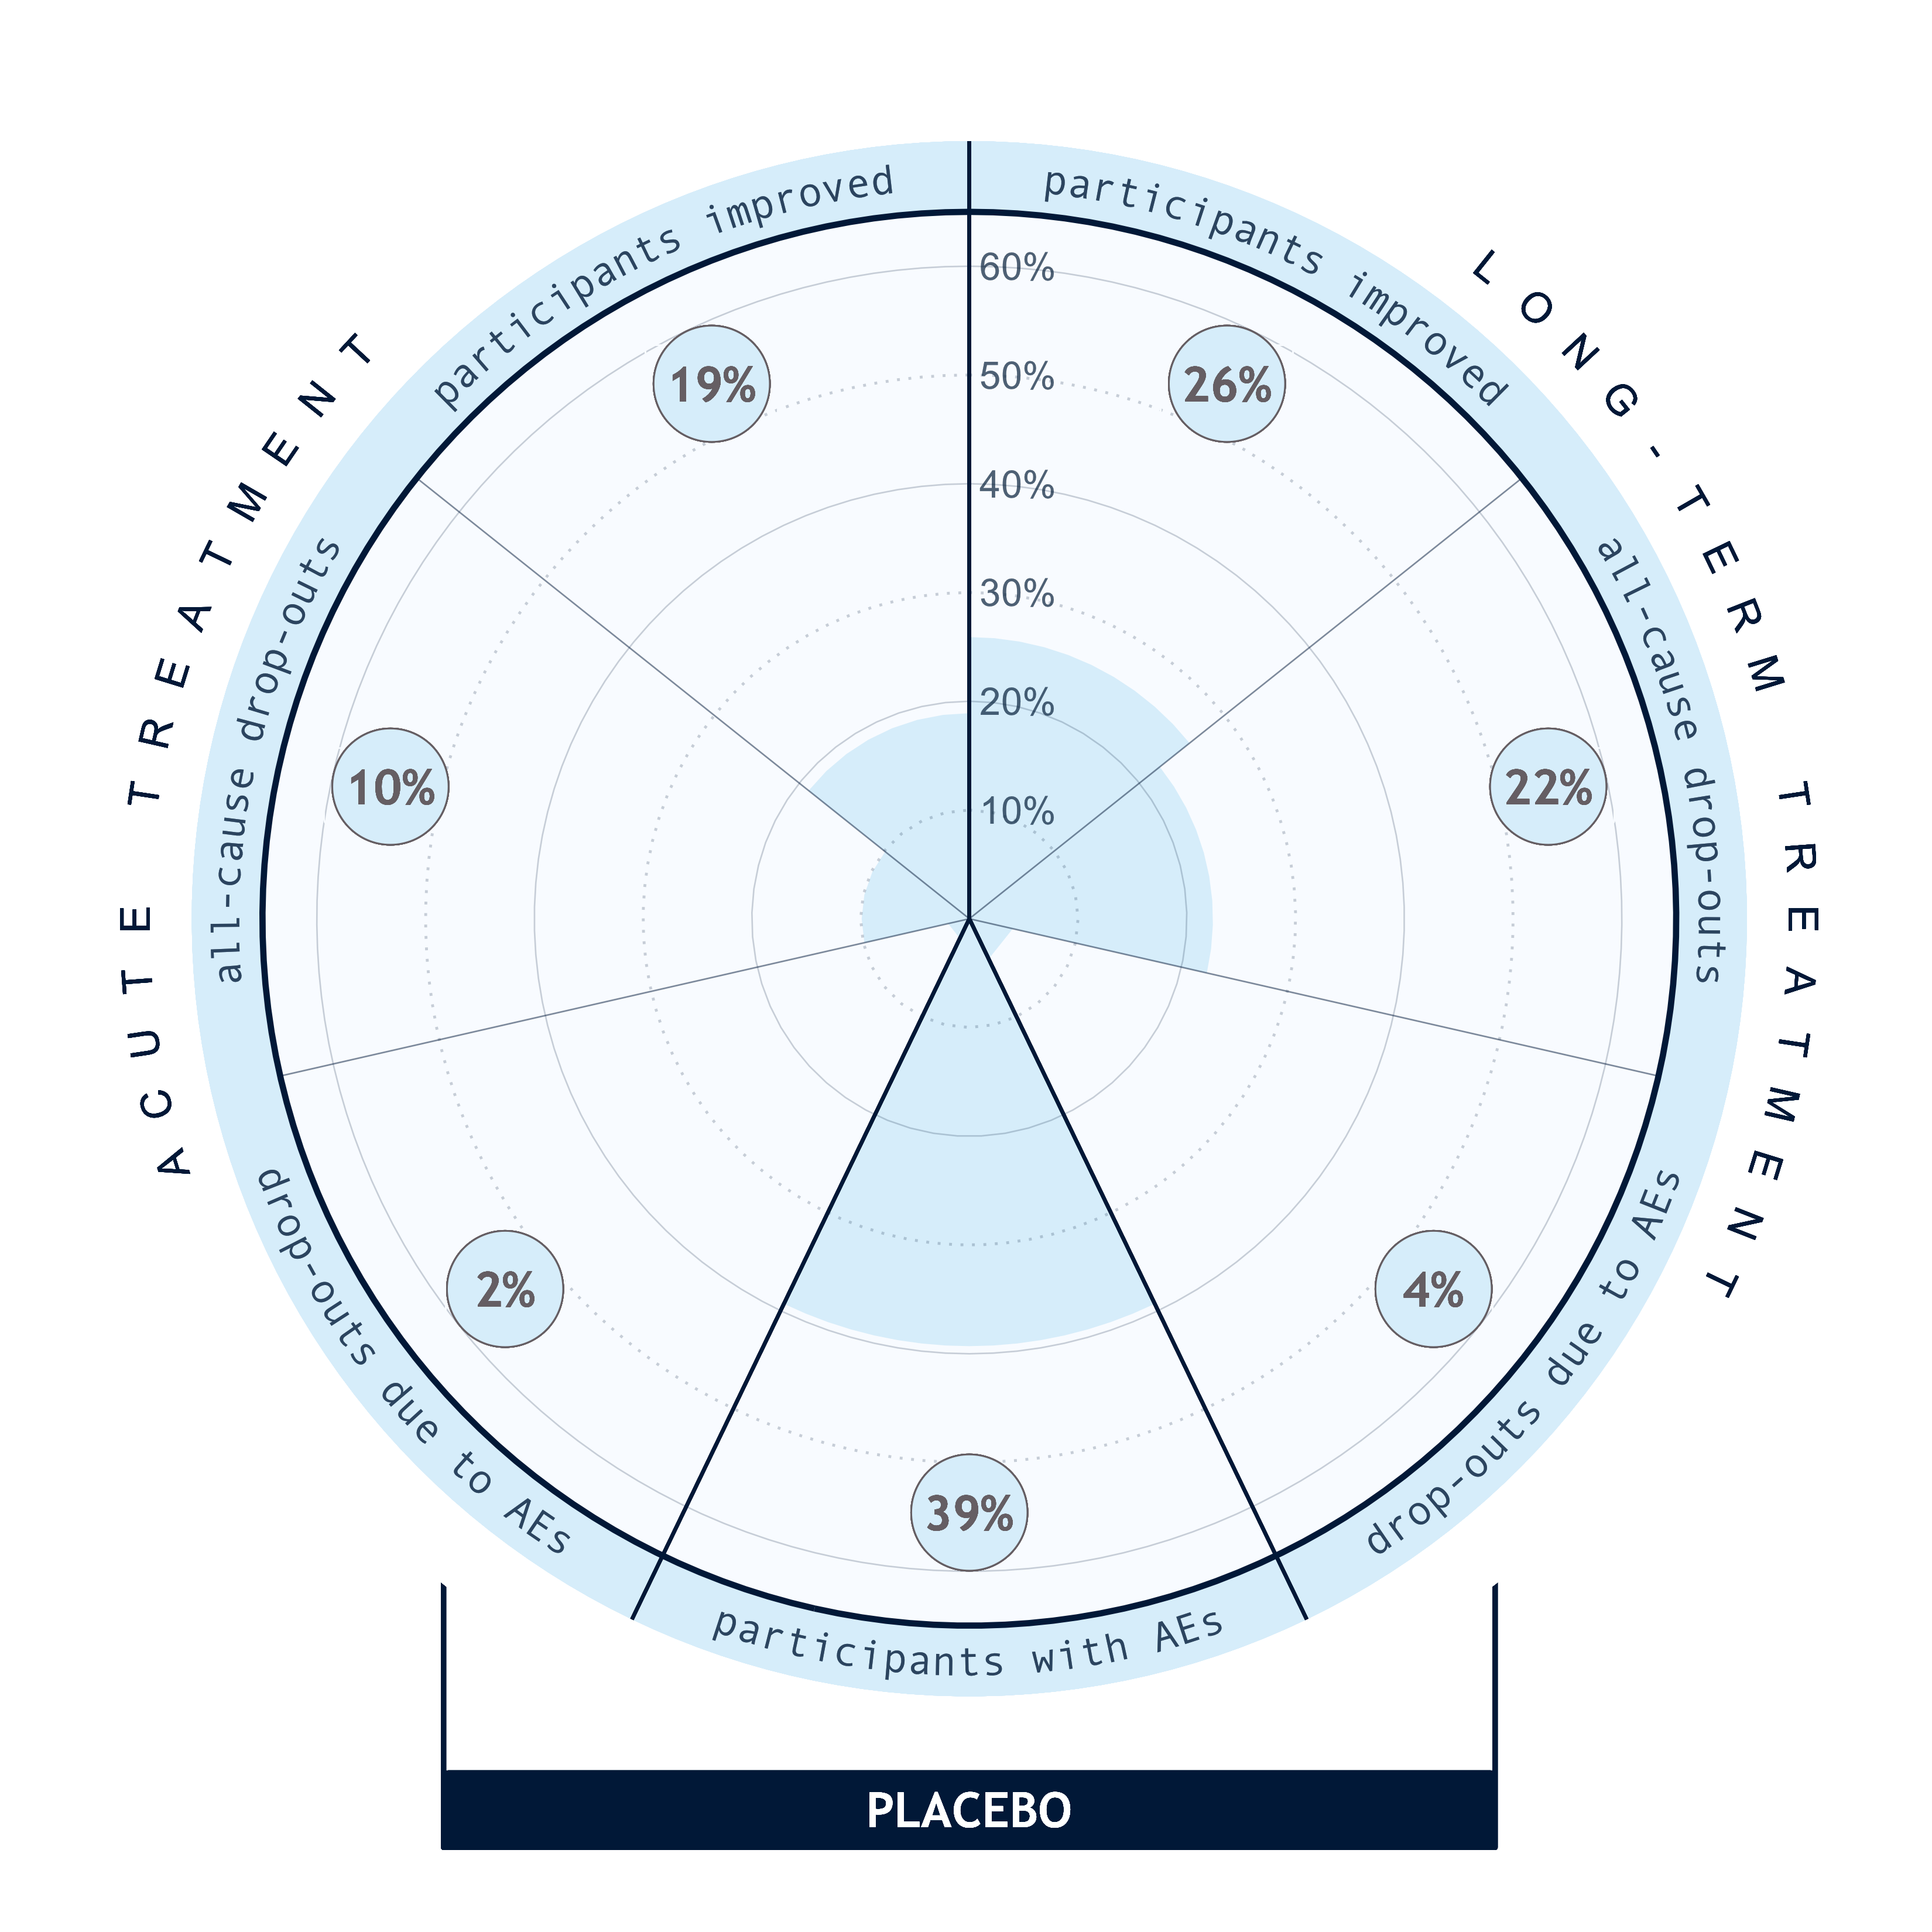 participants improved
participants improved
LONG-TERM TREATMENT
ACUTE TREATMENT
60%
19%
26%
50%
40%
all-cause drop-outs
all-cause drop-outs
30%
20%
10%
10%
22%
drop-outs due to AEs
drop-outs due to AEs
2%
4%
39%
participants with AEs
PLACEBO